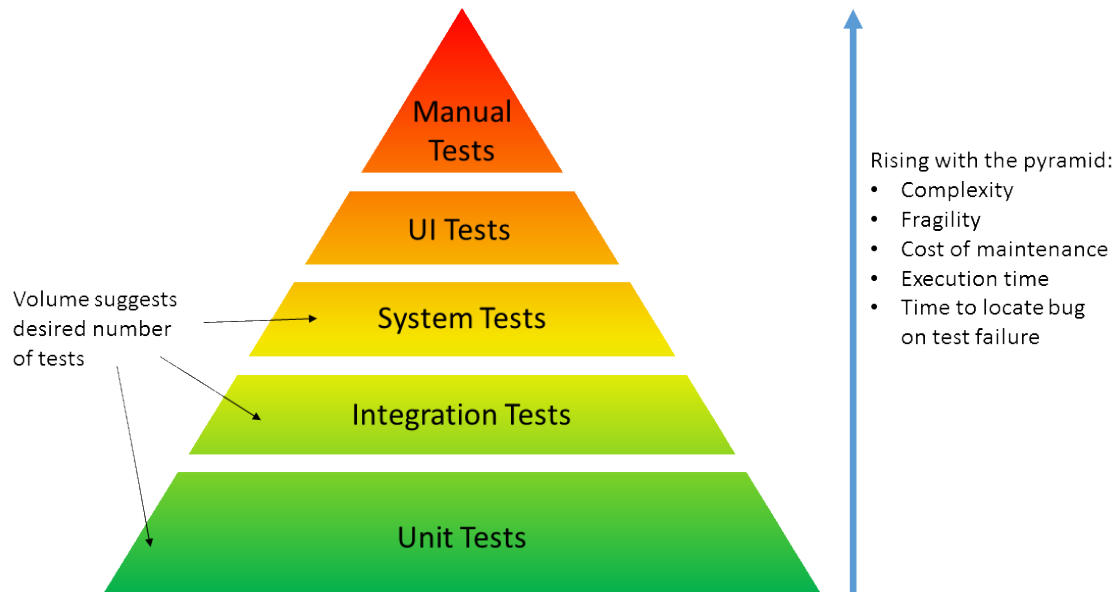 Manual
Tests
UI Tests
System Tests
Integration Tests
Unit Tests
Volume suggests
desired number
of tests
Rising with the pyramid:
• Complexity
• Fragility
• Cost of maintenance
• Execution time
• Time to locate bug
on test failure